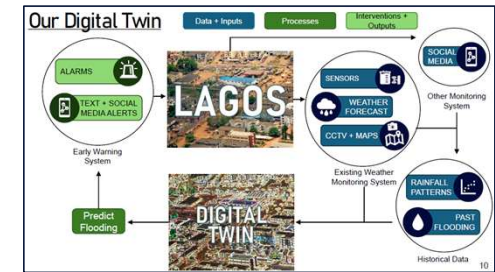 Our Digital Twin
Data + Inputs
Processes
Interventions +
Outputs
ALARMS
TEXT + SOCIAL
MEDIA ALERTS
Early Warning
System
LAGOS
SENSORS
WEATHER
FORECAST
CCTV + MAPS
Existing Weather
Monitoring System
SOCIAL
MEDIA
Other Monitoring
System
RAINFALL
PATTERNS
PAST
FLOODING
Historical Data
DIGITAL
TWIN
Predict
Flooding
10